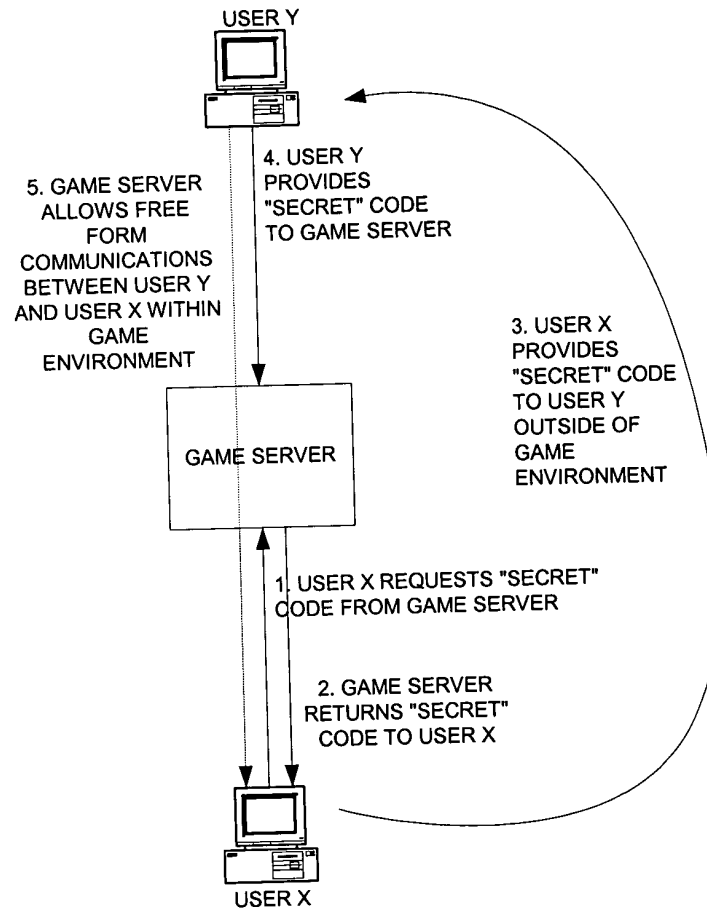 USER Y
4. USER Y
PROVIDES
"SECRET" CODE
TO GAME SERVER
5. GAME SERVER
ALLOWS FREE
FORM
COMMUNICATIONS
BETWEEN USER Y
AND USER X WITHIN
GAME
ENVIRONMENT
3. USER X
PROVIDES
"SECRET" CODE
TO USER Y
OUTSIDE OF
GAME
ENVIRONMENT
GAME SERVER
1. USER X REQUESTS "SECRET"
CODE FROM GAME SERVER
2. GAME SERVER
RETURNS "SECRET"
CODE TO USER X
USER X